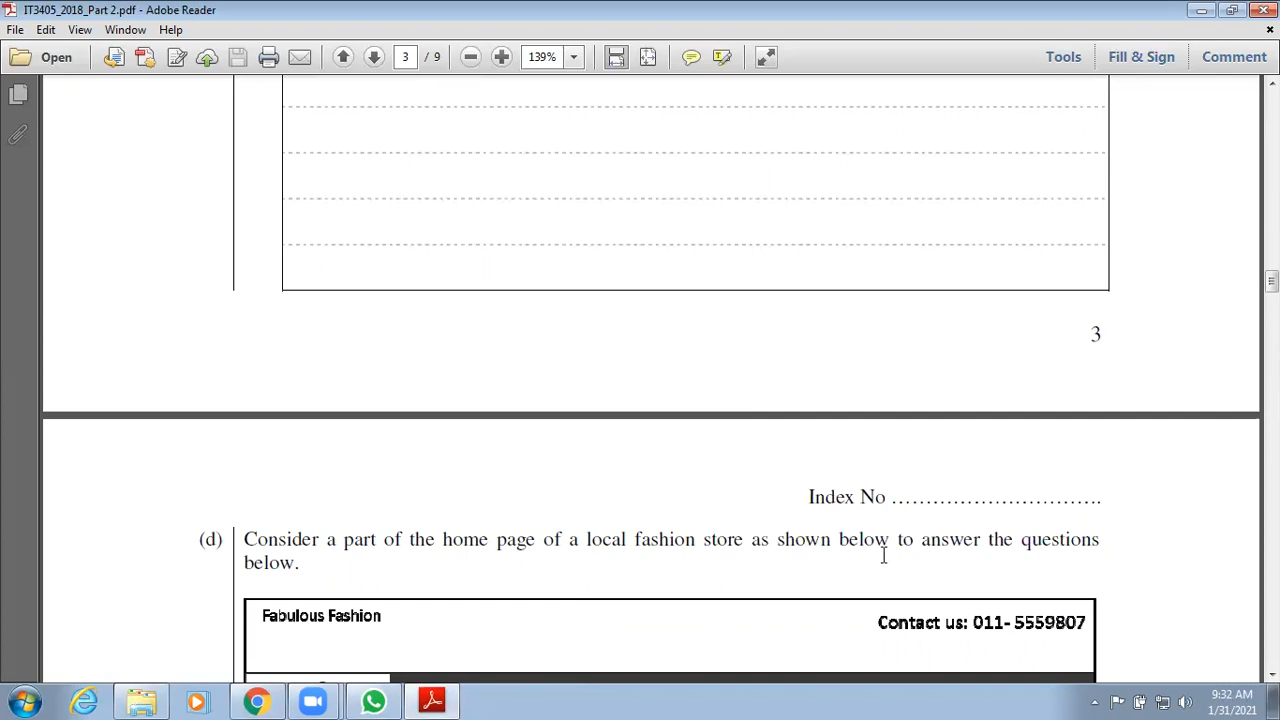 IT3405_2018_Part 2.pdf - Adobe Reader
File Edit View Window Help
Open 3 / 9 139% Tools Fill & Sign Comment
3
Index No ................................
(d) Consider a part of the home page of a local fashion store as shown below to answer the questions
below.
Fabulous Fashion
Contact us: 011- 5559807
9:32 AM
1/31/2021